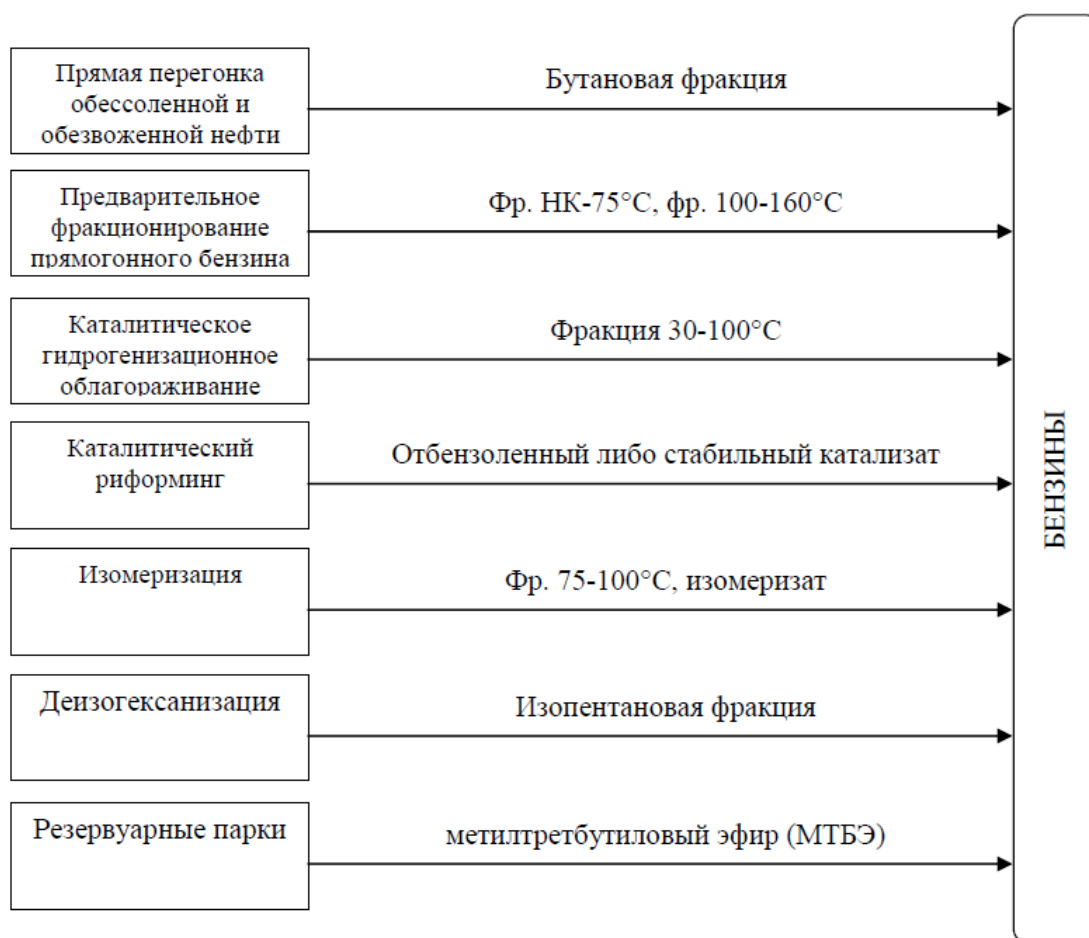 Прямая перегонка
обессоленной и
обезвоженной нефти
Бутановая фракция
Предварительное
фракционирование
прямогонного бензина
Фр. НК-75°С, фр. 100-160°С
Каталитическое
гидрогенизационное
облагораживание
Фракция 30-100°С
Каталитический
риформинг
Отбензоленный либо стабильный катализат
Изомеризация
Фр. 75-100°С, изомеризат
Деизогексанизация
Изопентановая фракция
Резервуарные парки
метилтретбутиловый эфир (МТБЭ)
БЕНЗИНЫ